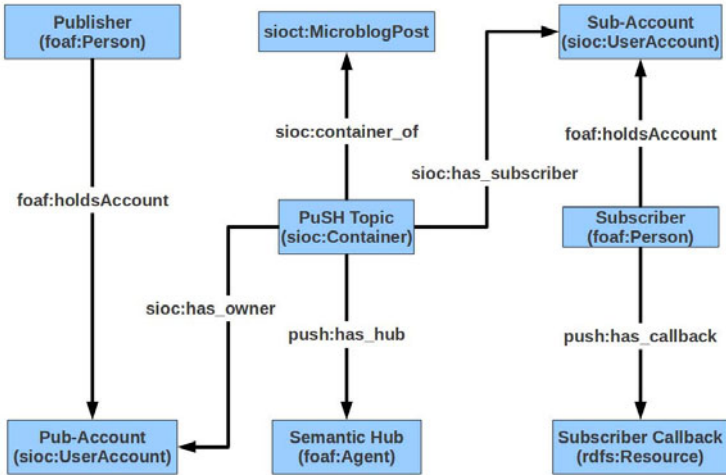 Publisher
(foaf:Person)
sioct:MicroblogPost
Sub-Account
(sioc:UserAccount)
sioc:container_of
foaf:holdsAccount
sioc:has_subscriber
foaf:holdsAccount
PuSH Topic
(sioc:Container)
Subscriber
(foaf:Person)
sioc:has_owner
push:has_hub
push:has_callback
Pub-Account
(sioc:UserAccount)
Semantic Hub
(foaf:Agent)
Subscriber Callback
(rdfs:Resource)